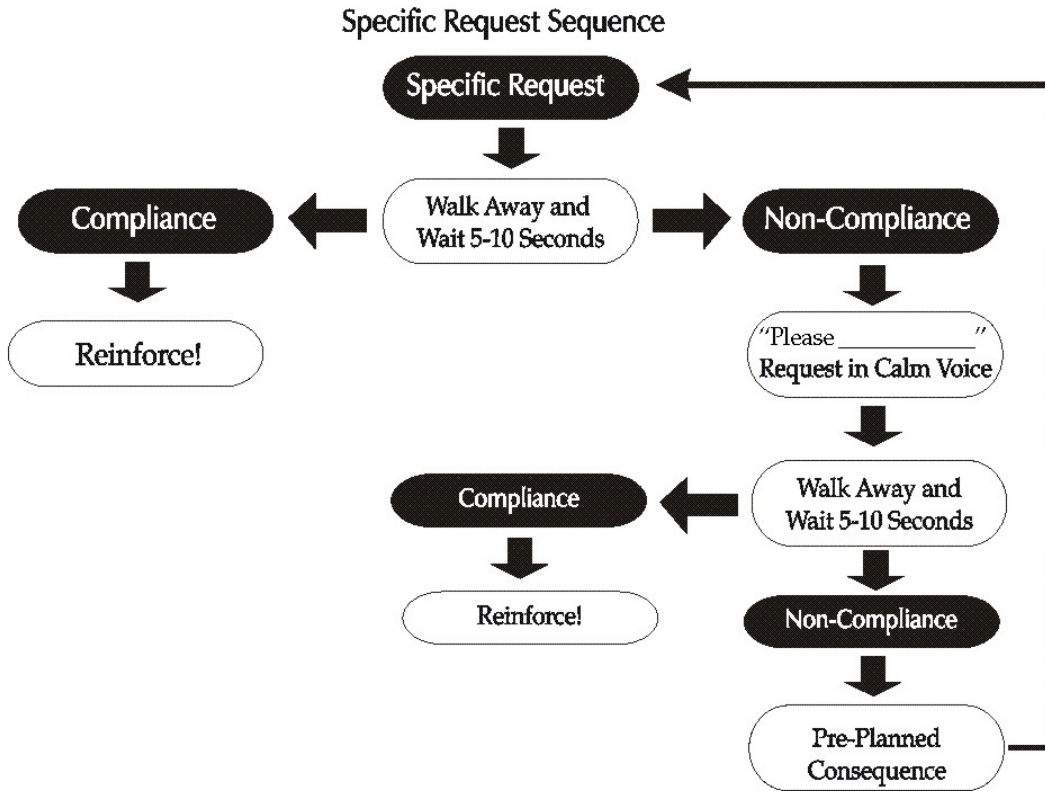 Specific Request Sequence
Specific Request
Compliance
Walk Away and
Wait 5-10 Seconds
Non-Compliance
Reinforce!
"Please ____________"
Request in Calm Voice
Compliance
Walk Away and
Wait 5-10 Seconds
Reinforce!
Non-Compliance
Pre-Planned
Consequence